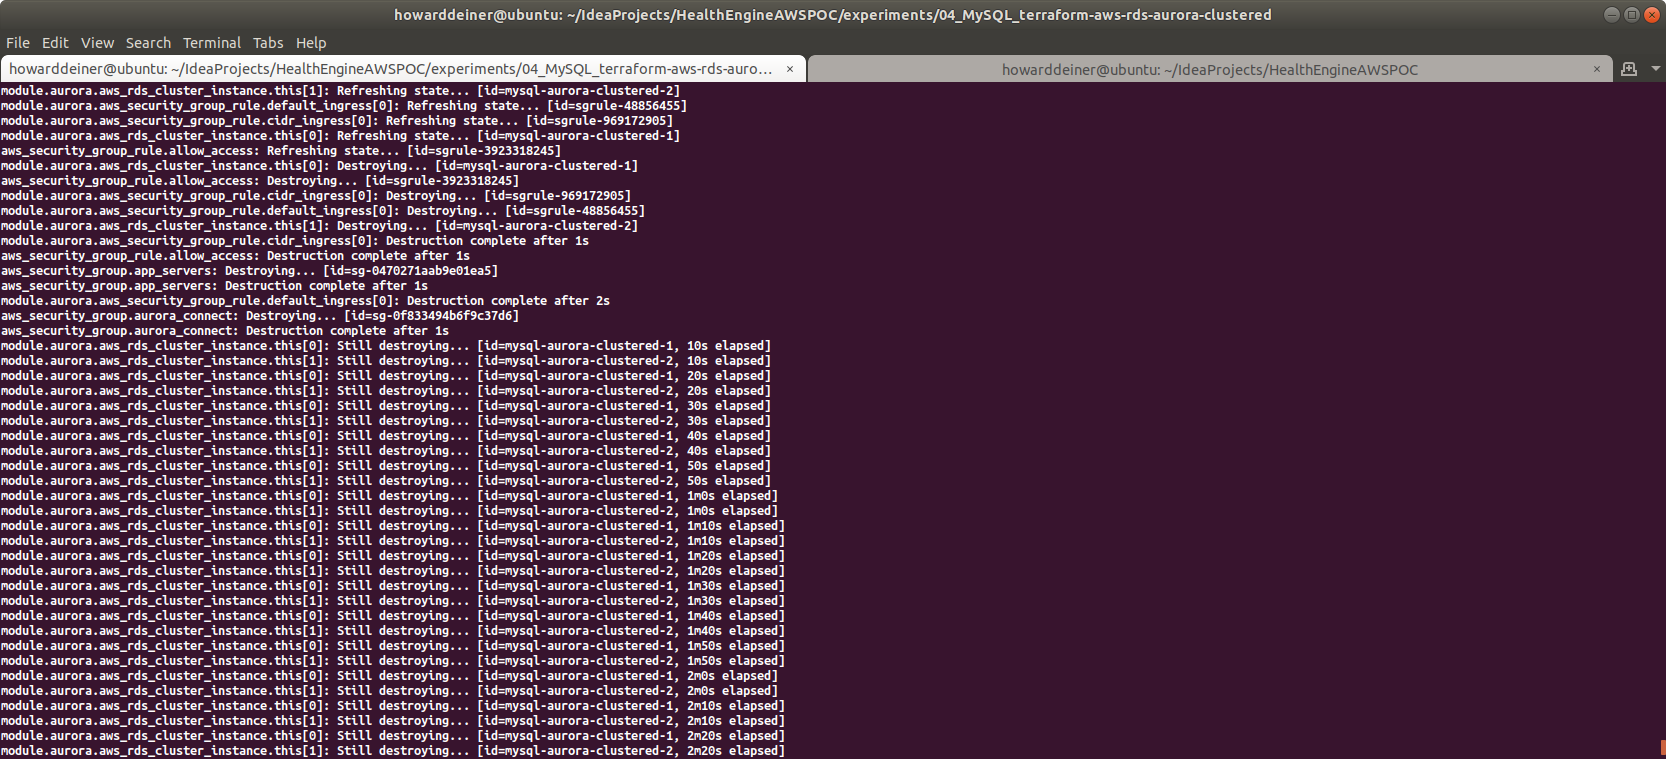 howarddeiner@ubuntu: ~/IdeaProjects/HealthEngineAWSPOC/experiments/04_MySQL_terraform-aws-rds-aurora-clustered
File Edit View Search Terminal Tabs Help
howarddeiner@ubuntu: ~/IdeaProjects/HealthEngineAWSPOC/experiments/04_MySQL_terraform-aws-rds-auro... × howarddeiner@ubuntu: ~/IdeaProjects/HealthEngineAWSPOC ×
module.aurora.aws_rds_cluster_instance.this[1]: Refreshing state... [id=mysql-aurora-clustered-2]
module.aurora.aws_security_group_rule.default_ingress[0]: Refreshing state... [id=sgrule-48856455]
module.aurora.aws_security_group_rule.cidr_ingress[0]: Refreshing state... [id=sgrule-969172905]
module.aurora.aws_rds_cluster_instance.this[0]: Refreshing state... [id=mysql-aurora-clustered-1]
aws_security_group_rule.allow_access: Refreshing state... [id=sgrule-3923318245]
module.aurora.aws_rds_cluster_instance.this[0]: Destroying... [id=mysql-aurora-clustered-1]
aws_security_group_rule.allow_access: Destroying... [id=sgrule-3923318245]
module.aurora.aws_security_group_rule.cidr_ingress[0]: Destroying... [id=sgrule-969172905]
module.aurora.aws_security_group_rule.default_ingress[0]: Destroying... [id=sgrule-48856455]
module.aurora.aws_rds_cluster_instance.this[1]: Destroying... [id=mysql-aurora-clustered-2]
module.aurora.aws_security_group_rule.cidr_ingress[0]: Destruction complete after 1s
aws_security_group_rule.allow_access: Destruction complete after 1s
aws_security_group.app_servers: Destroying... [id=sg-0470271aab9e01ea5]
aws_security_group.app_servers: Destruction complete after 1s
module.aurora.aws_security_group_rule.default_ingress[0]: Destruction complete after 2s
aws_security_group.aurora_connect: Destroying... [id=sg-0f833494b6f9c37d6]
aws_security_group.aurora_connect: Destruction complete after 1s
module.aurora.aws_rds_cluster_instance.this[0]: Still destroying... [id=mysql-aurora-clustered-1, 10s elapsed]
module.aurora.aws_rds_cluster_instance.this[1]: Still destroying... [id=mysql-aurora-clustered-2, 10s elapsed]
module.aurora.aws_rds_cluster_instance.this[0]: Still destroying... [id=mysql-aurora-clustered-1, 20s elapsed]
module.aurora.aws_rds_cluster_instance.this[1]: Still destroying... [id=mysql-aurora-clustered-2, 20s elapsed]
module.aurora.aws_rds_cluster_instance.this[0]: Still destroying... [id=mysql-aurora-clustered-1, 30s elapsed]
module.aurora.aws_rds_cluster_instance.this[1]: Still destroying... [id=mysql-aurora-clustered-2, 30s elapsed]
module.aurora.aws_rds_cluster_instance.this[0]: Still destroying... [id=mysql-aurora-clustered-1, 40s elapsed]
module.aurora.aws_rds_cluster_instance.this[1]: Still destroying... [id=mysql-aurora-clustered-2, 40s elapsed]
module.aurora.aws_rds_cluster_instance.this[0]: Still destroying... [id=mysql-aurora-clustered-1, 50s elapsed]
module.aurora.aws_rds_cluster_instance.this[1]: Still destroying... [id=mysql-aurora-clustered-2, 50s elapsed]
module.aurora.aws_rds_cluster_instance.this[0]: Still destroying... [id=mysql-aurora-clustered-1, 1m0s elapsed]
module.aurora.aws_rds_cluster_instance.this[1]: Still destroying... [id=mysql-aurora-clustered-2, 1m0s elapsed]
module.aurora.aws_rds_cluster_instance.this[0]: Still destroying... [id=mysql-aurora-clustered-1, 1m10s elapsed]
module.aurora.aws_rds_cluster_instance.this[1]: Still destroying... [id=mysql-aurora-clustered-2, 1m10s elapsed]
module.aurora.aws_rds_cluster_instance.this[0]: Still destroying... [id=mysql-aurora-clustered-1, 1m20s elapsed]
module.aurora.aws_rds_cluster_instance.this[1]: Still destroying... [id=mysql-aurora-clustered-2, 1m20s elapsed]
module.aurora.aws_rds_cluster_instance.this[0]: Still destroying... [id=mysql-aurora-clustered-1, 1m30s elapsed]
module.aurora.aws_rds_cluster_instance.this[1]: Still destroying... [id=mysql-aurora-clustered-2, 1m30s elapsed]
module.aurora.aws_rds_cluster_instance.this[0]: Still destroying... [id=mysql-aurora-clustered-1, 1m40s elapsed]
module.aurora.aws_rds_cluster_instance.this[1]: Still destroying... [id=mysql-aurora-clustered-2, 1m40s elapsed]
module.aurora.aws_rds_cluster_instance.this[0]: Still destroying... [id=mysql-aurora-clustered-1, 1m50s elapsed]
module.aurora.aws_rds_cluster_instance.this[1]: Still destroying... [id=mysql-aurora-clustered-2, 1m50s elapsed]
module.aurora.aws_rds_cluster_instance.this[0]: Still destroying... [id=mysql-aurora-clustered-1, 2m0s elapsed]
module.aurora.aws_rds_cluster_instance.this[1]: Still destroying... [id=mysql-aurora-clustered-2, 2m0s elapsed]
module.aurora.aws_rds_cluster_instance.this[0]: Still destroying... [id=mysql-aurora-clustered-1, 2m10s elapsed]
module.aurora.aws_rds_cluster_instance.this[1]: Still destroying... [id=mysql-aurora-clustered-2, 2m10s elapsed]
module.aurora.aws_rds_cluster_instance.this[0]: Still destroying... [id=mysql-aurora-clustered-1, 2m20s elapsed]
module.aurora.aws_rds_cluster_instance.this[1]: Still destroying... [id=mysql-aurora-clustered-2, 2m20s elapsed]